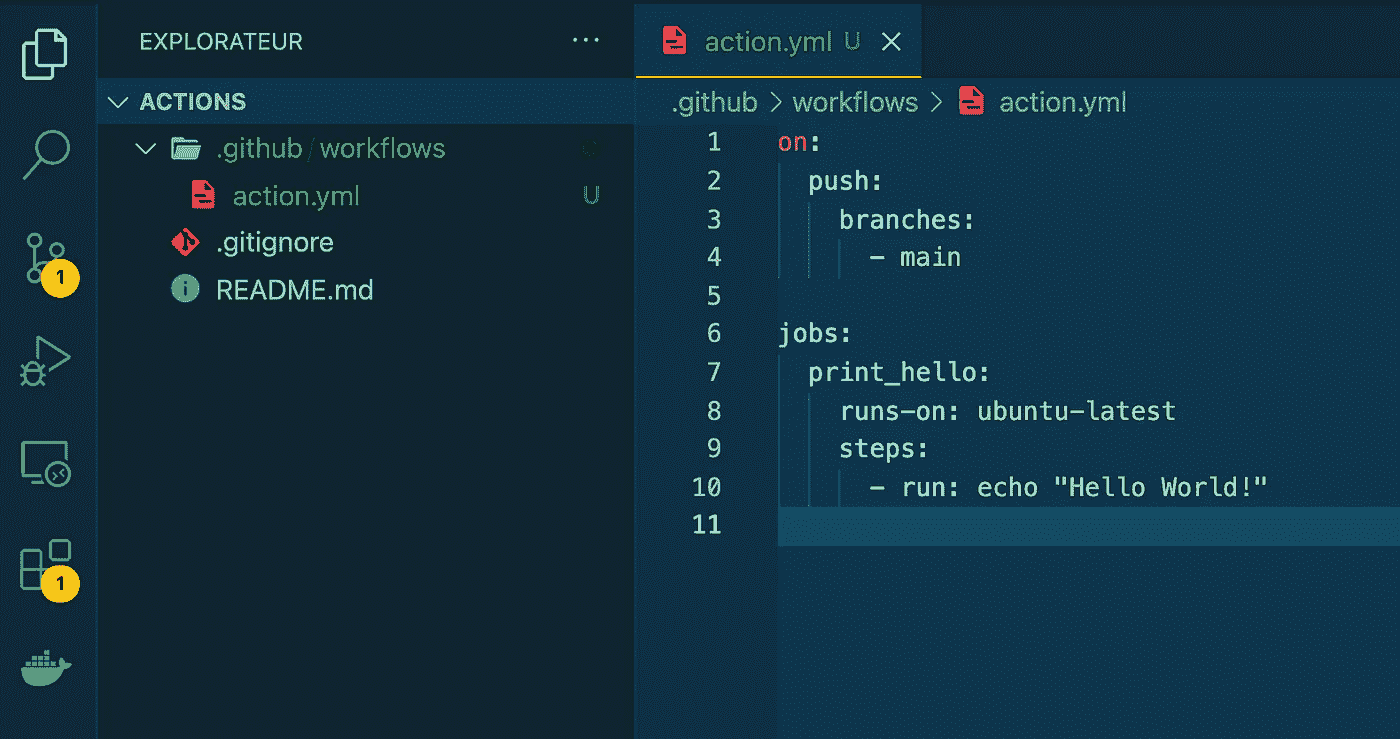 EXPLORATEUR ...
ACTIONS
.github / workflows
action.yml U
.gitignore
README.md
1
1
action.yml U
.github > workflows > action.yml
1 on:
2 push:
3 branches:
4 - main
5
6 jobs:
7 print_hello:
8 runs-on: ubuntu-latest
9 steps:
10 - run: echo "Hello World!"
11